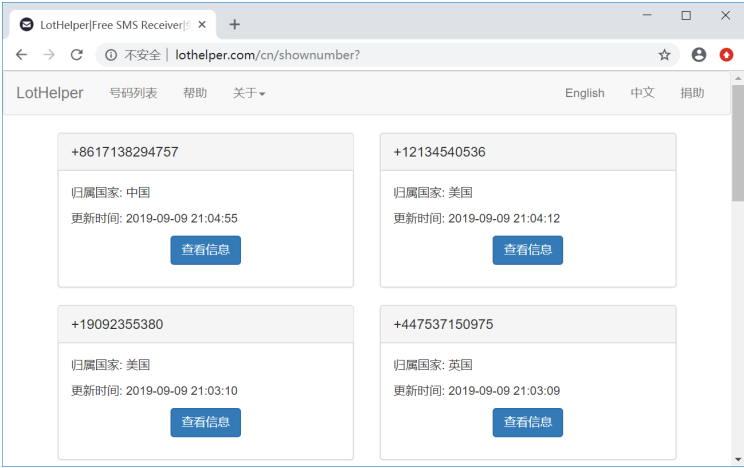 LotHelper|Free SMS Receiver|
不安全 | lothelper.com/cn/shownumber?
LotHelper 号码列表 帮助 关于 English 中文 捐助
+8617138294757
归属国家: 中国
更新时间: 2019-09-09 21:04:55
查看信息
+12134540536
归属国家: 美国
更新时间: 2019-09-09 21:04:12
查看信息
+19092355380
归属国家: 美国
更新时间: 2019-09-09 21:03:10
查看信息
+447537150975
归属国家: 英国
更新时间: 2019-09-09 21:03:09
查看信息